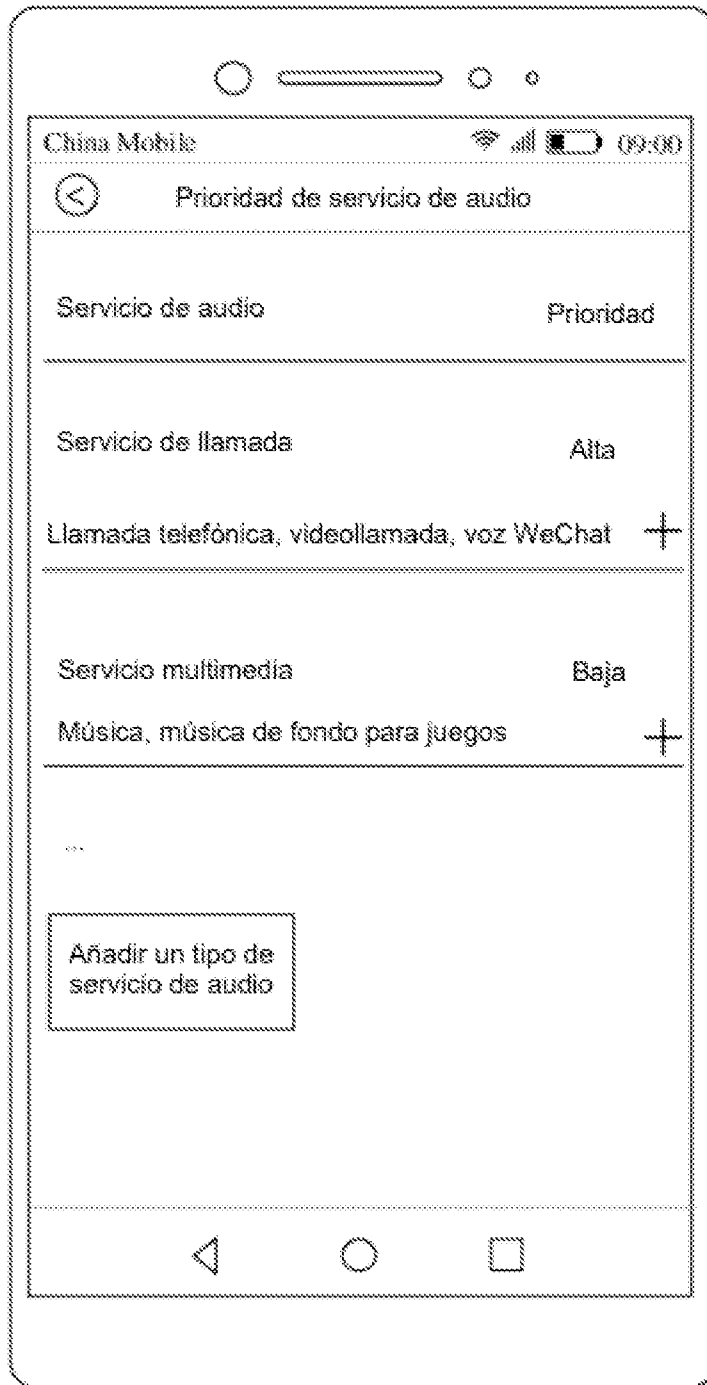 China Mobile 09:00
Prioridad de servicio de audio
Servicio de audio Prioridad
Servicio de llamada Alta
Llamada telefónica, videollamada, voz WeChat +
Servicio multimedia Baja
Música, música de fondo para juegos +
...
Añadir un tipo de
servicio de audio